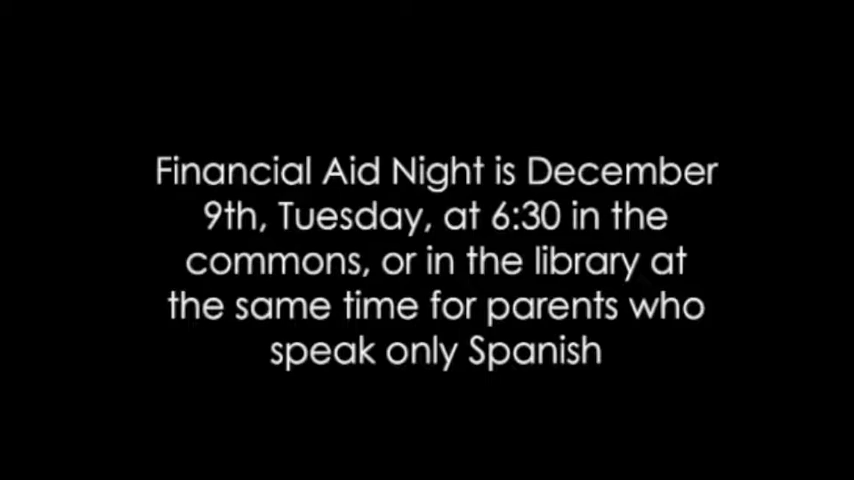 Financial Aid Night is December
9th, Tuesday, at 6:30 in the
commons, or in the library at
the same time for parents who
speak only Spanish